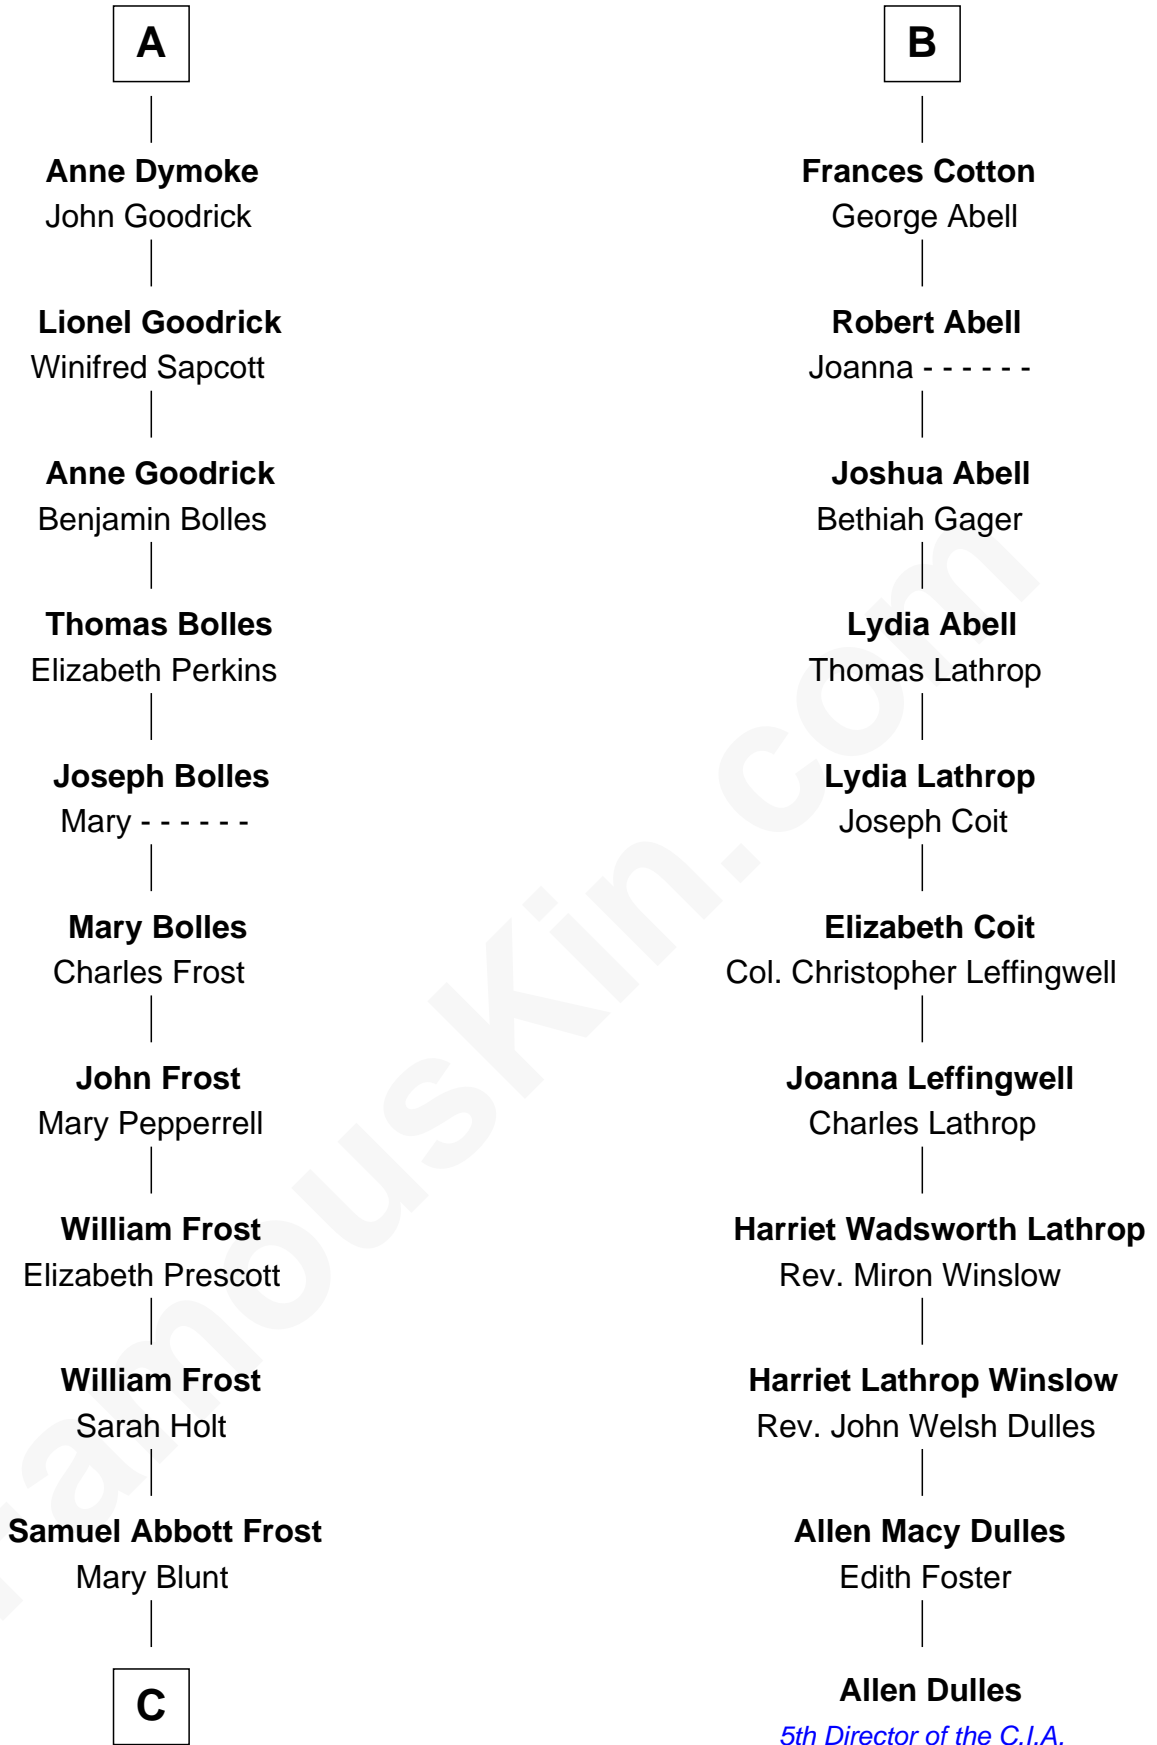 A
Anne Dymoke
John Goodrick
Lionel Goodrick
Winifred Sapcott
Anne Goodrick
Benjamin Bolles
Thomas Bolles
Elizabeth Perkins
Joseph Bolles
Mary - - - - - -
Mary Bolles
Charles Frost
John Frost
Mary Pepperrell
William Frost
Elizabeth Prescott
William Frost
Sarah Holt
Samuel Abbott Frost
Mary Blunt
C
B
Frances Cotton
George Abell
Robert Abell
Joanna - - - - - -
Joshua Abell
Bethiah Gager
Lydia Abell
Thomas Lathrop
Lydia Lathrop
Joseph Coit
Elizabeth Coit
Col. Christopher Leffingwell
Joanna Leffingwell
Charles Lathrop
Harriet Wadsworth Lathrop
Rev. Miron Winslow
Harriet Lathrop Winslow
Rev. John Welsh Dulles
Allen Macy Dulles
Edith Foster
Allen Dulles
5th Director of the C.I.A.
FamousKin.com